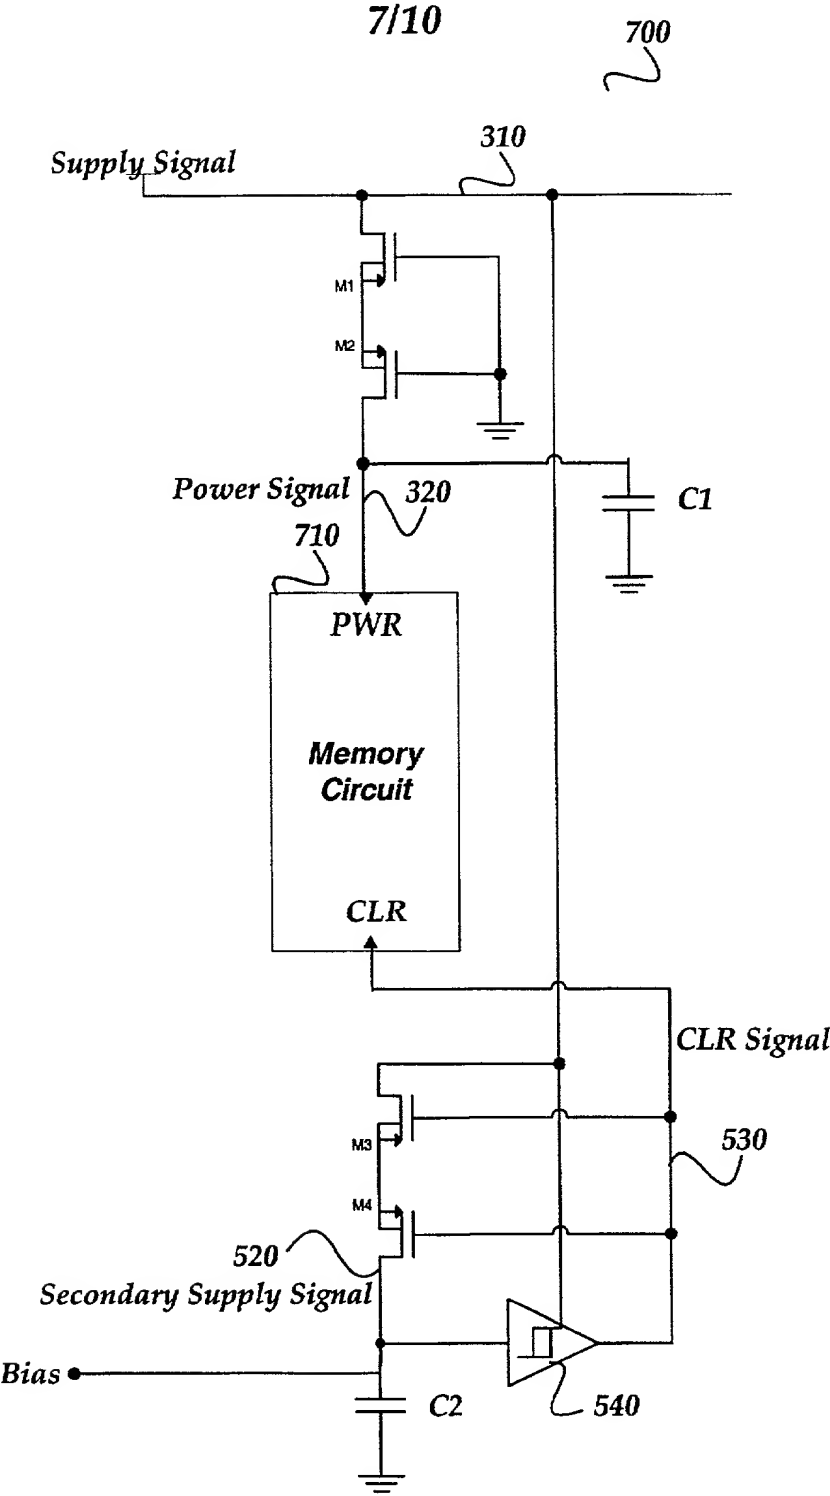 7/10
700
310
Supply Signal
M1
M2
Power Signal
320
C1
710
PWR
Memory
Circuit
CLR
CLR Signal
M3
530
M4
520
Secondary Supply Signal
Bias
C2
540